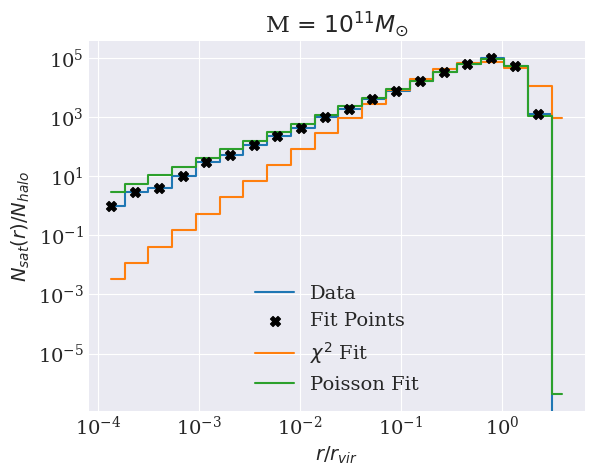 M = $10^{11} M_{\odot}$
$10^5$
$10^3$
$10^1$
$10^{-1}$
$10^{-3}$
$10^{-5}$
$N_{sat}(r)/N_{halo}$
Data
Fit Points
$\chi^2$ Fit
Poisson Fit
$10^{-4}$ $10^{-3}$ $10^{-2}$ $10^{-1}$ $10^0$
$r/r_{vir}$